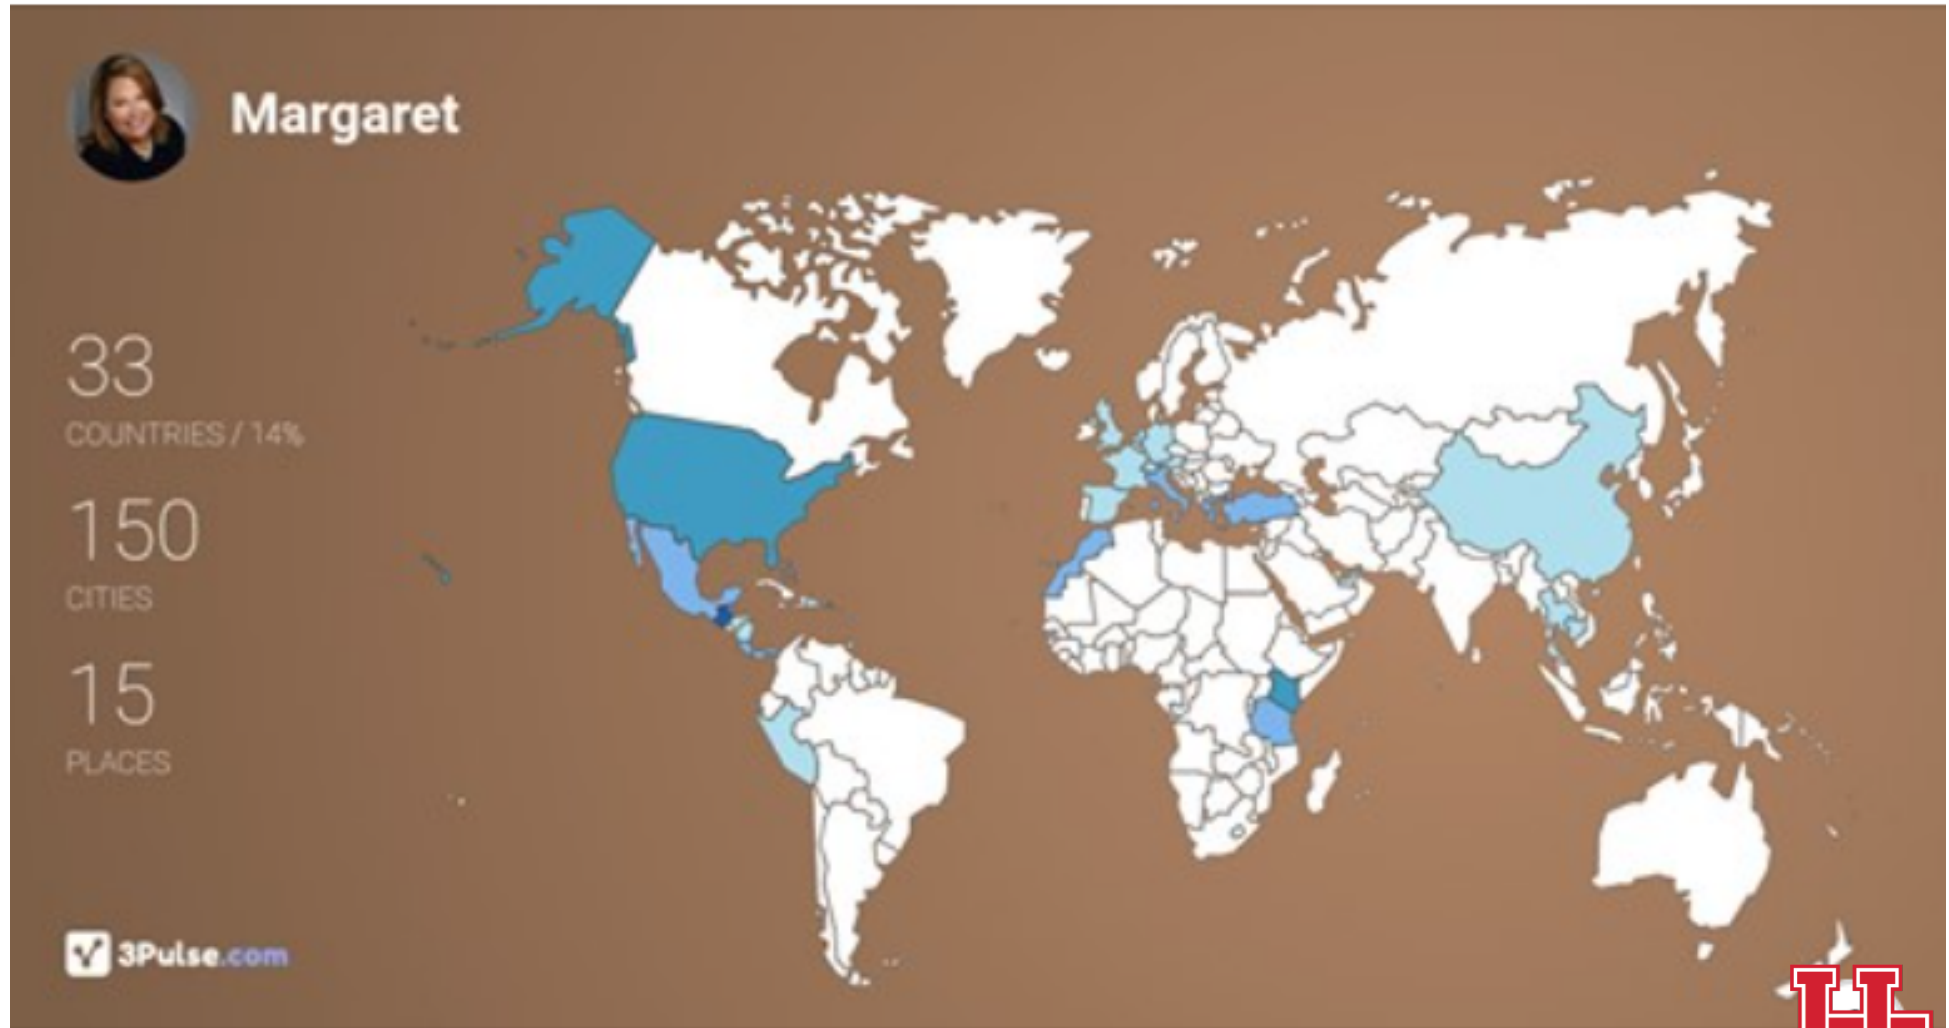 Margaret
33
COUNTRIES / 14%
150
CITIES
15
PLACES
3Pulse.com